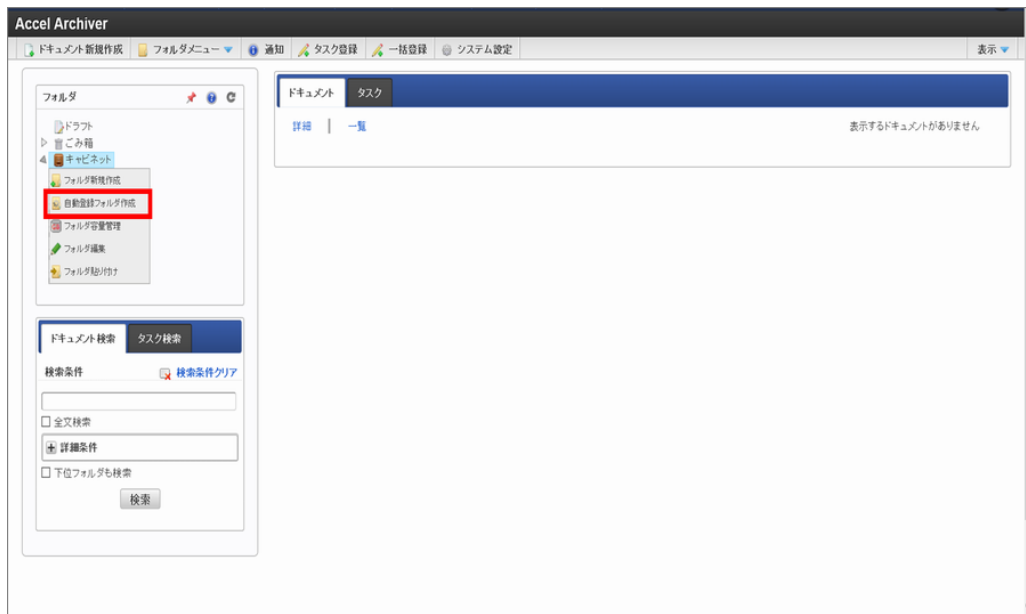 Accel Archiver
ドキュメント新規作成 フォルダメニュー 通知 タスク登録 一括登録 システム設定 表示
フォルダ
ドラフト
ごみ箱
キャビネット
フォルダ新規作成
自動登録フォルダ作成
フォルダ容量管理
フォルダ編集
フォルダ貼り付け
ドキュメント検索 タスク検索
検索条件 検索条件クリア
全文検索
詳細条件
下位フォルダも検索
検索
ドキュメント タスク
詳細 | 一覧 表示するドキュメントがありません